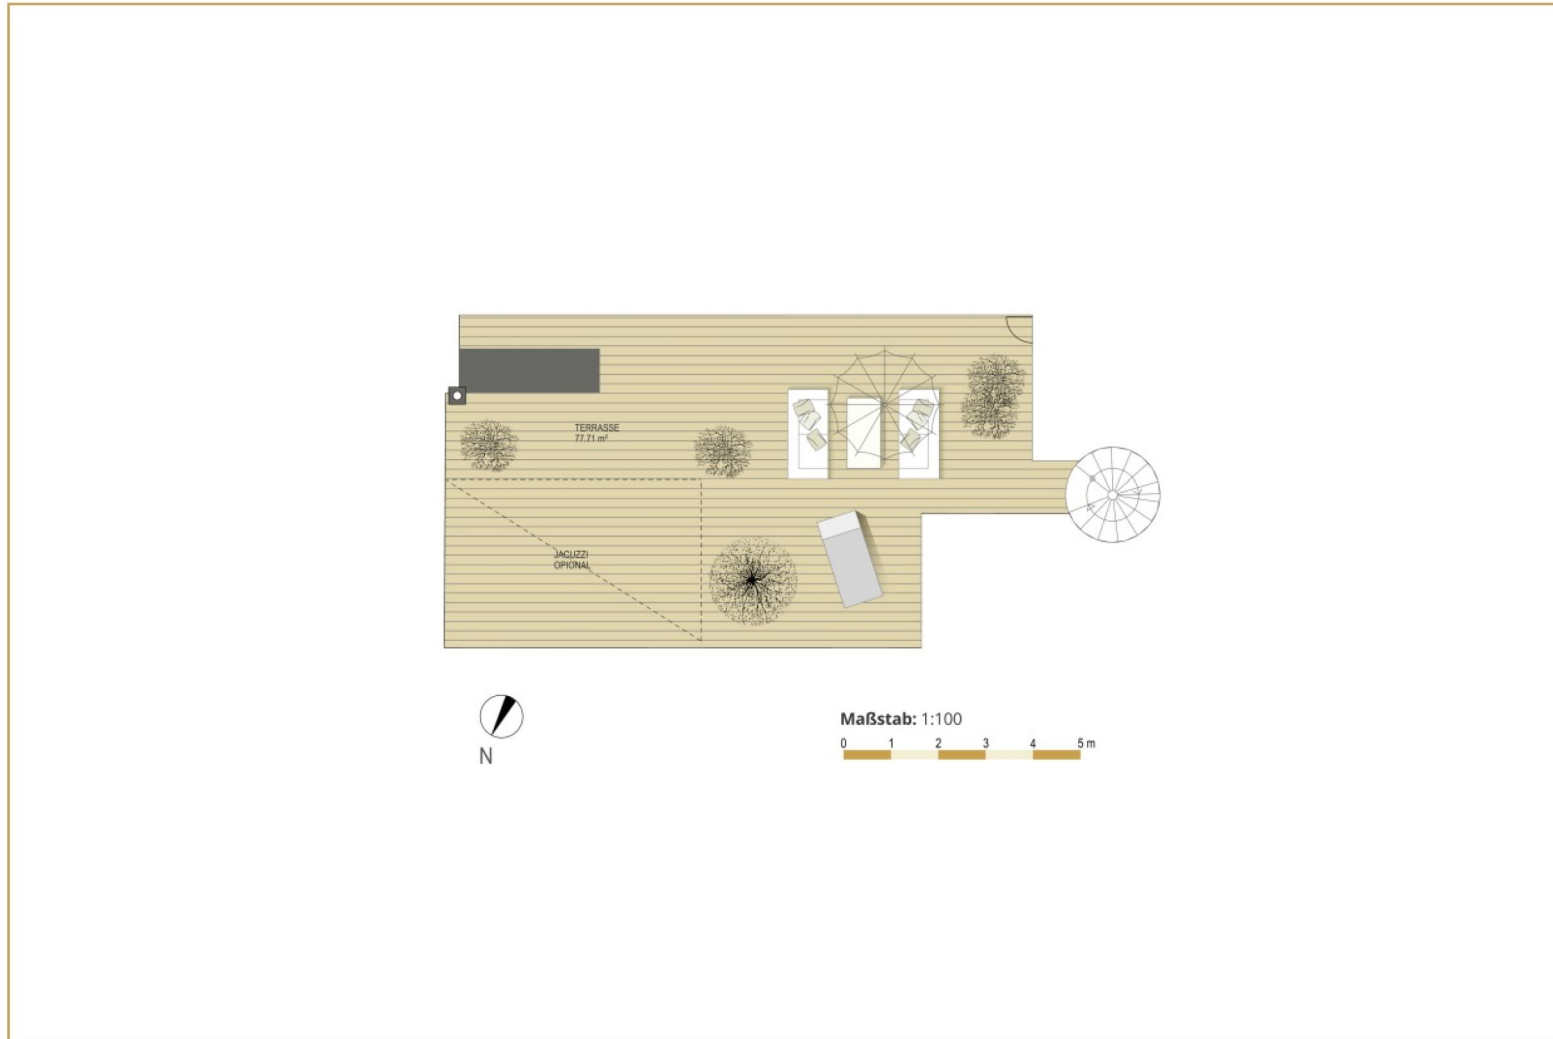 TERRASSE
77.71 m²
JACUZZI
OPIONAL
N
Maßstab: 1:100
0 1 2 3 4 5 m